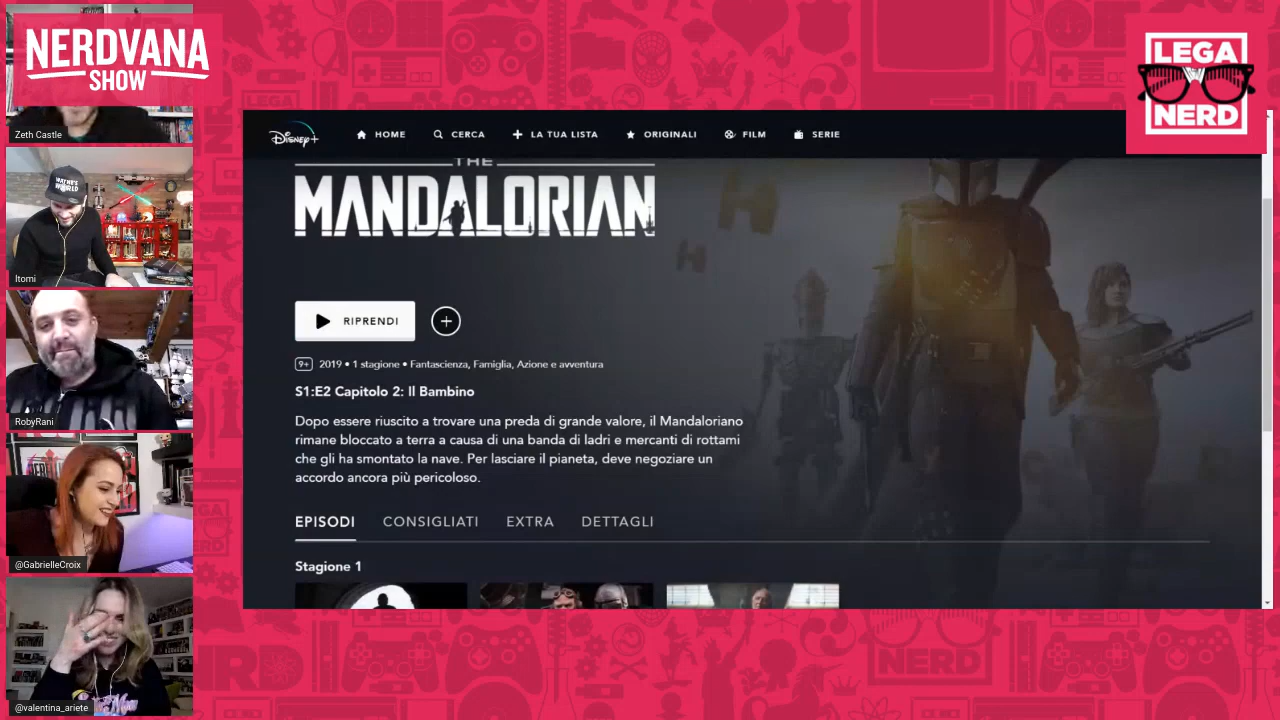 NERDVANA
SHOW
Zeth Castle
WAYNE'S
WORLD
Itomi
RobyRani
@GabrielleCroix
@valentina_ariete
LEGA
NERD
Disney+
HOME
CERCA
LA TUA LISTA
ORIGINALI
FILM
SERIE
THE
MANDALORIAN
RIPRENDI
9+ 2019 • 1 stagione • Fantascienza, Famiglia, Azione e avventura
S1:E2 Capitolo 2: Il Bambino
Dopo essere riuscito a trovare una preda di grande valore, il Mandaloriano
rimane bloccato a terra a causa di una banda di ladri e mercanti di rottami
che gli ha smontato la nave. Per lasciare il pianeta, deve negoziare un
accordo ancora più pericoloso.
EPISODI
CONSIGLIATI
EXTRA
DETTAGLI
Stagione 1